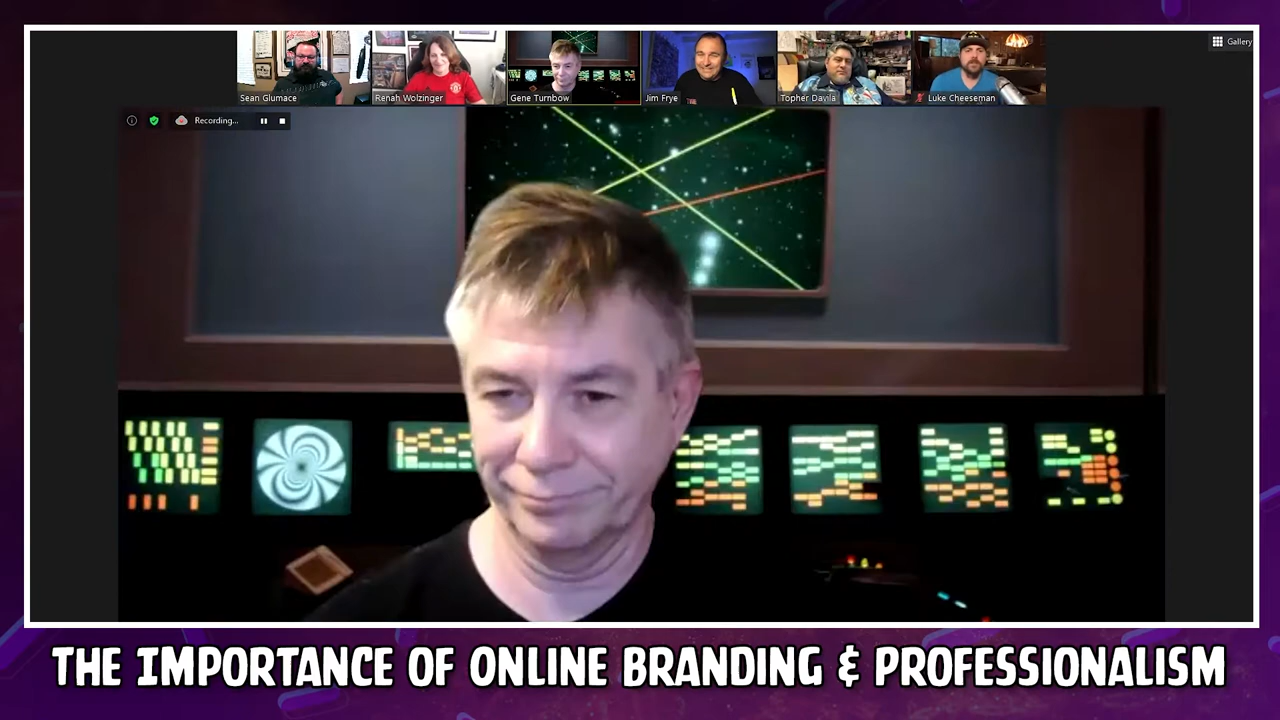 Gallery
Sean Glumace
Renah Wolzinger
Gene Turnbow
Jim Frye
Topher Davila
Luke Cheeseman
Recording...
THE IMPORTANCE OF ONLINE BRANDING & PROFESSIONALISM